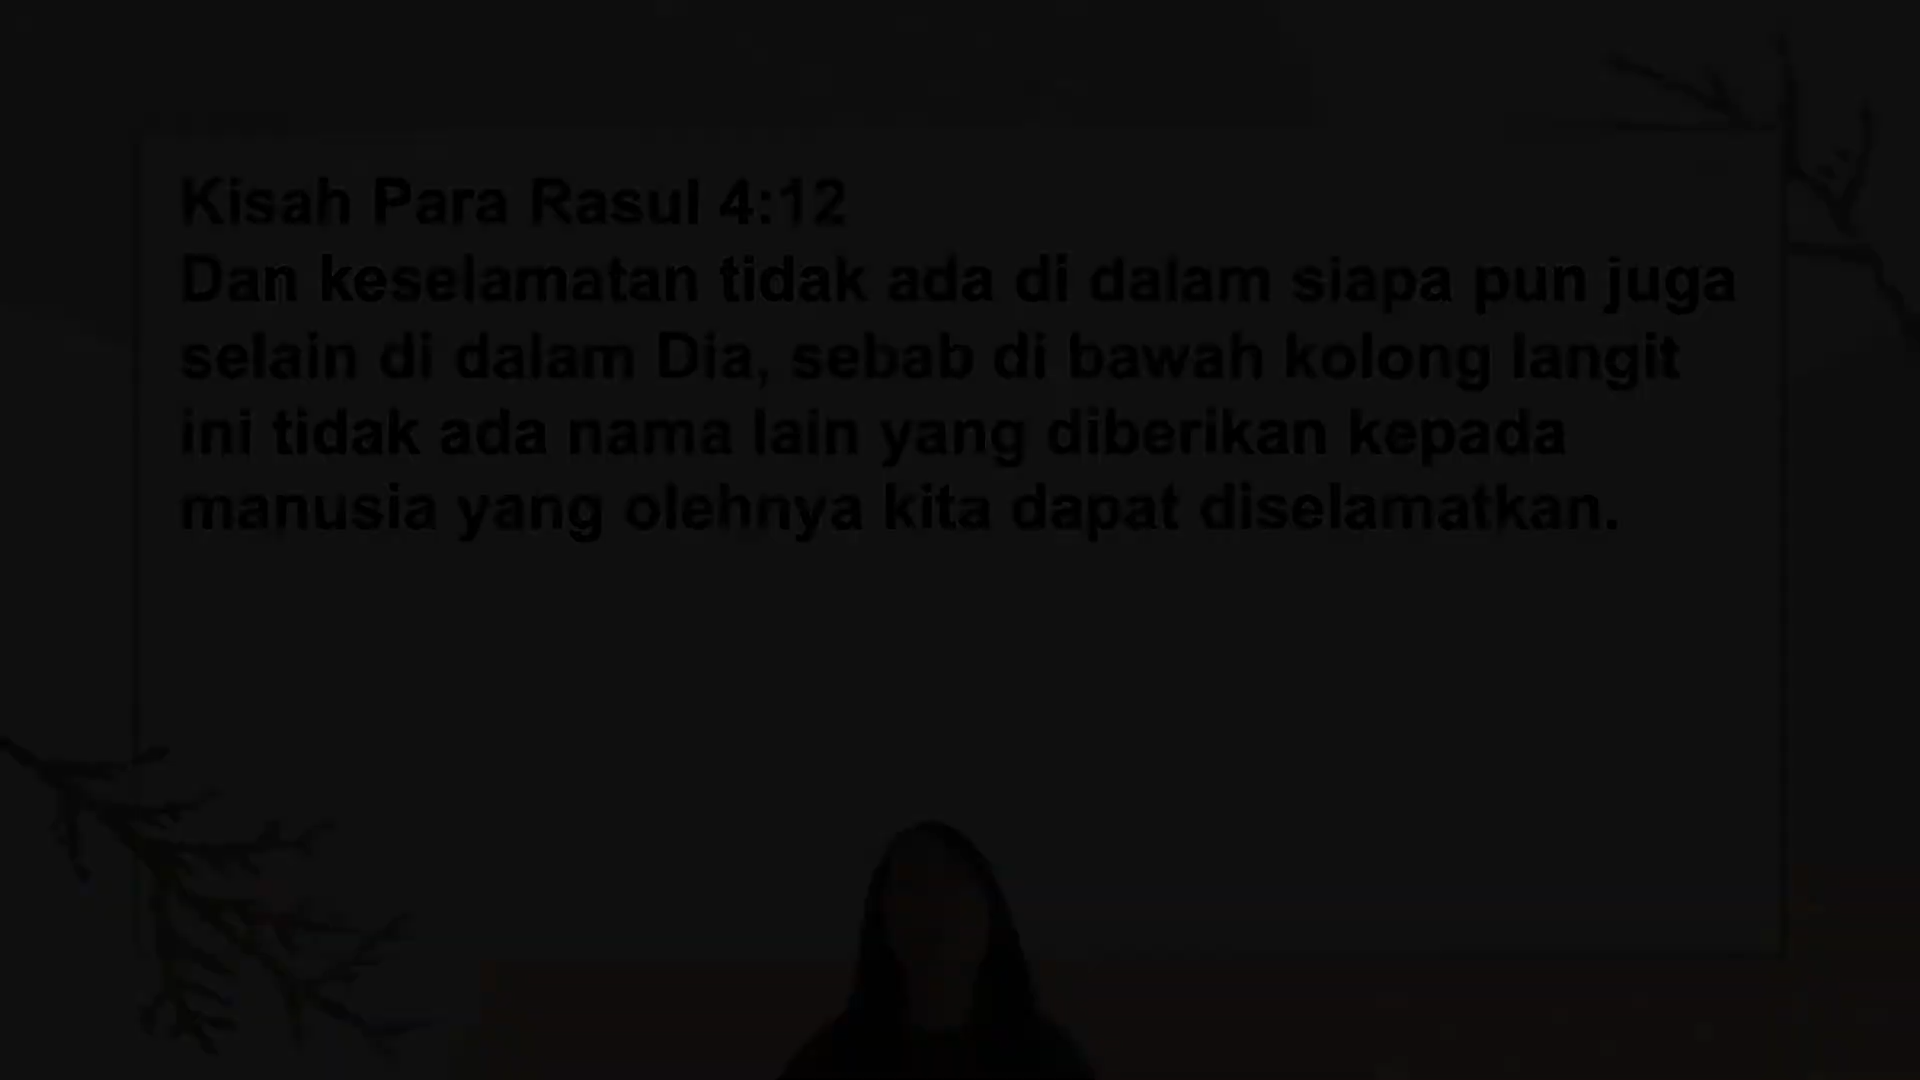 Kisah Para Rasul 4:12
Dan keselamatan tidak ada di dalam siapa pun juga
selain di dalam Dia, sebab di bawah kolong langit
ini tidak ada nama lain yang diberikan kepada
manusia yang olehnya kita dapat diselamatkan.